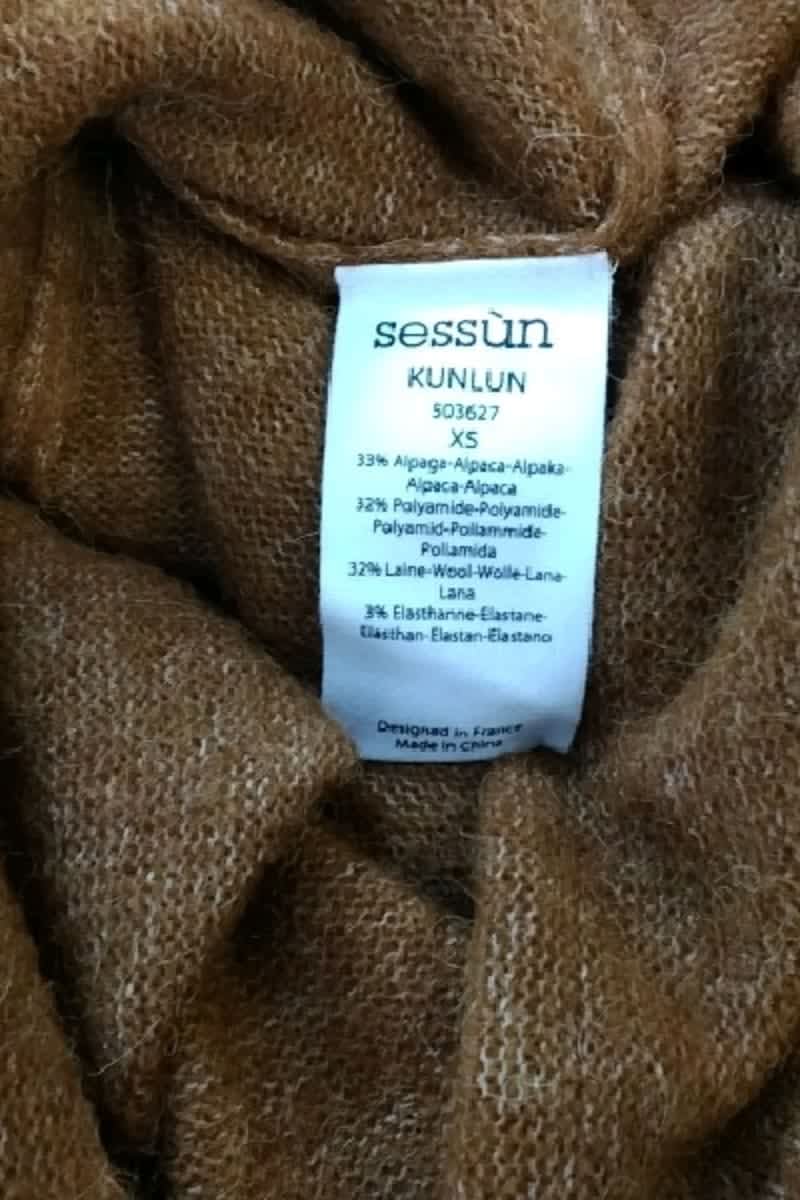 sessùn
KUNLUN
503627
XS
33% Alpaga-Alpaca-Alpaka-
Alpaca-Alpaca
32% Polyamide-Polyamide-
Polyamid-Poliammide-
Poliamida
32% Laine-Wool-Wolle-Lana-
Lana
3% Elasthanne-Elastane-
Elasthan-Elastan-Elastano
Designed in France
Made in China